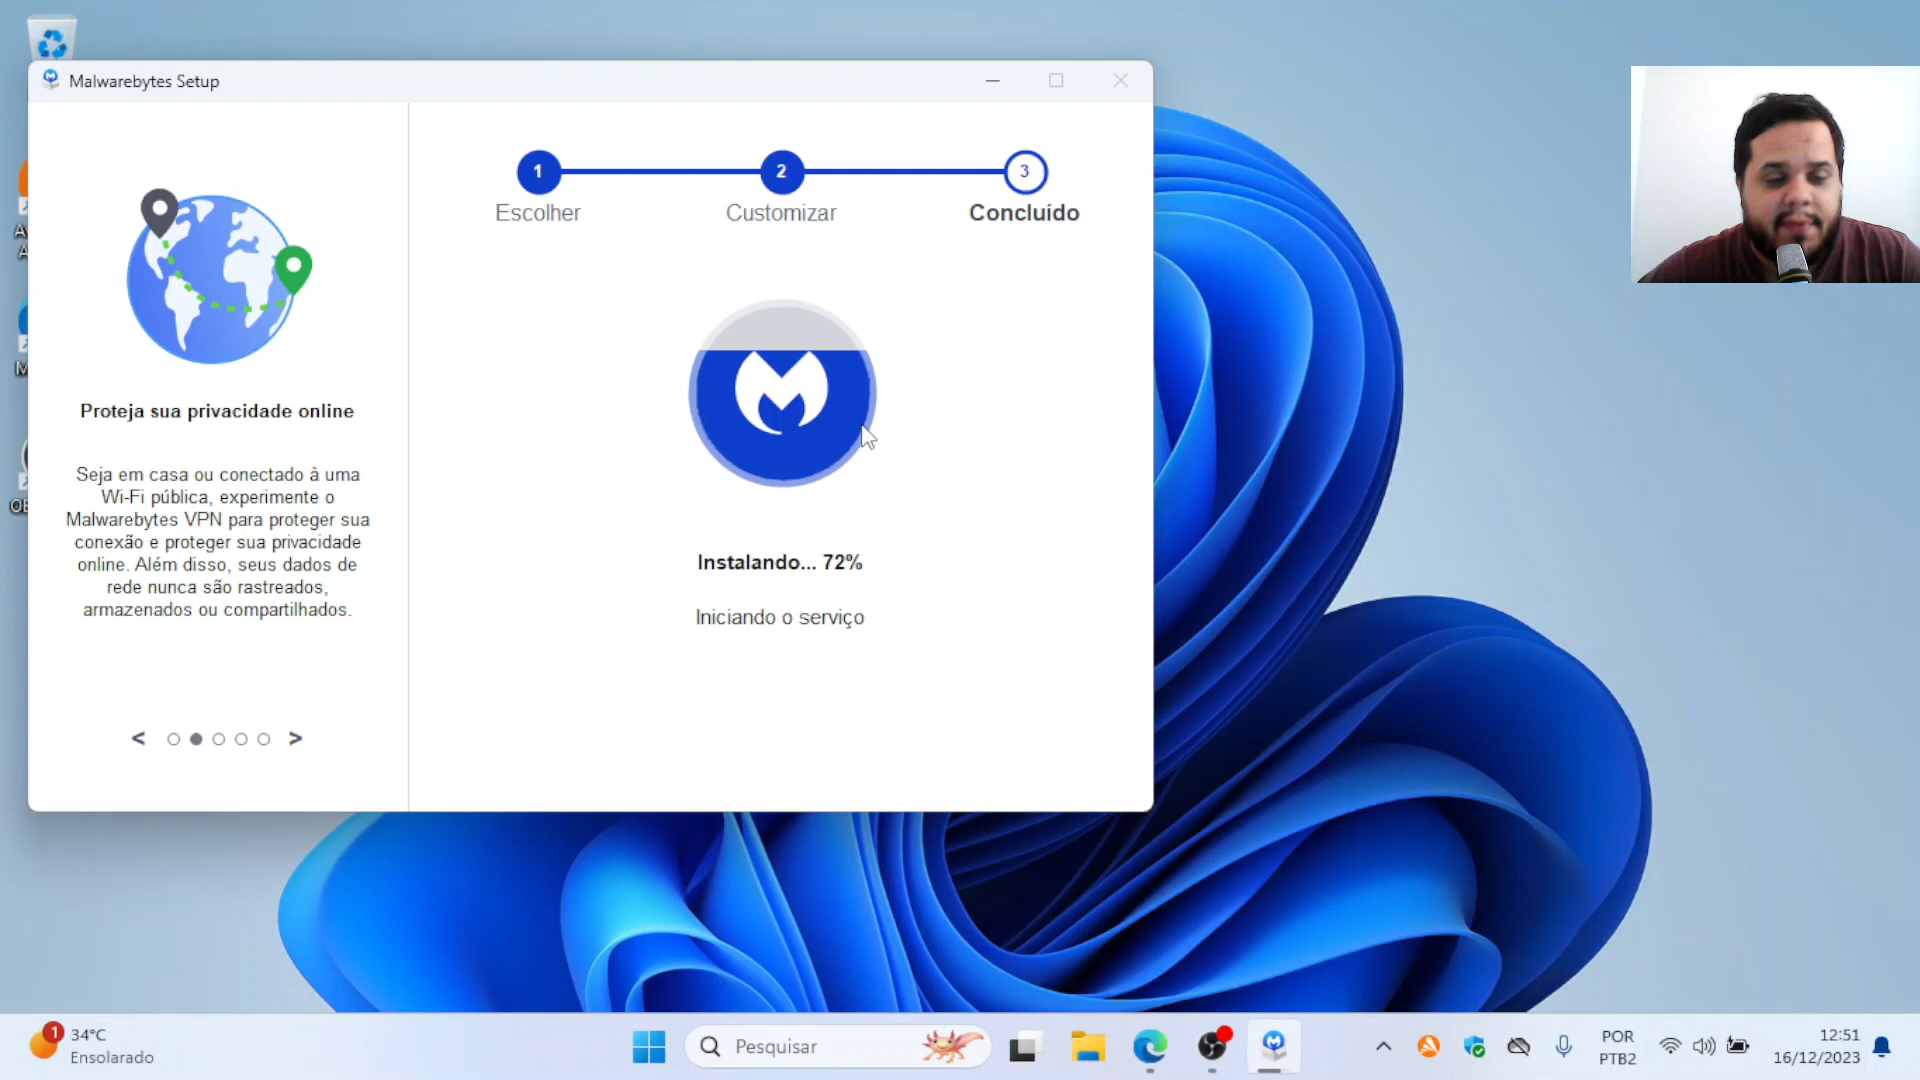 Malwarebytes Setup
1
2
3
Escolher
Customizar
Concluído
Proteja sua privacidade online
Seja em casa ou conectado à uma
Wi-Fi pública, experimente o
Malwarebytes VPN para proteger sua
conexão e proteger sua privacidade
online. Além disso, seus dados de
rede nunca são rastreados,
armazenados ou compartilhados.
Instalando... 72%
Iniciando o serviço
< >
1
34°C
Ensolarado
Pesquisar
POR
PTB2
12:51
16/12/2023